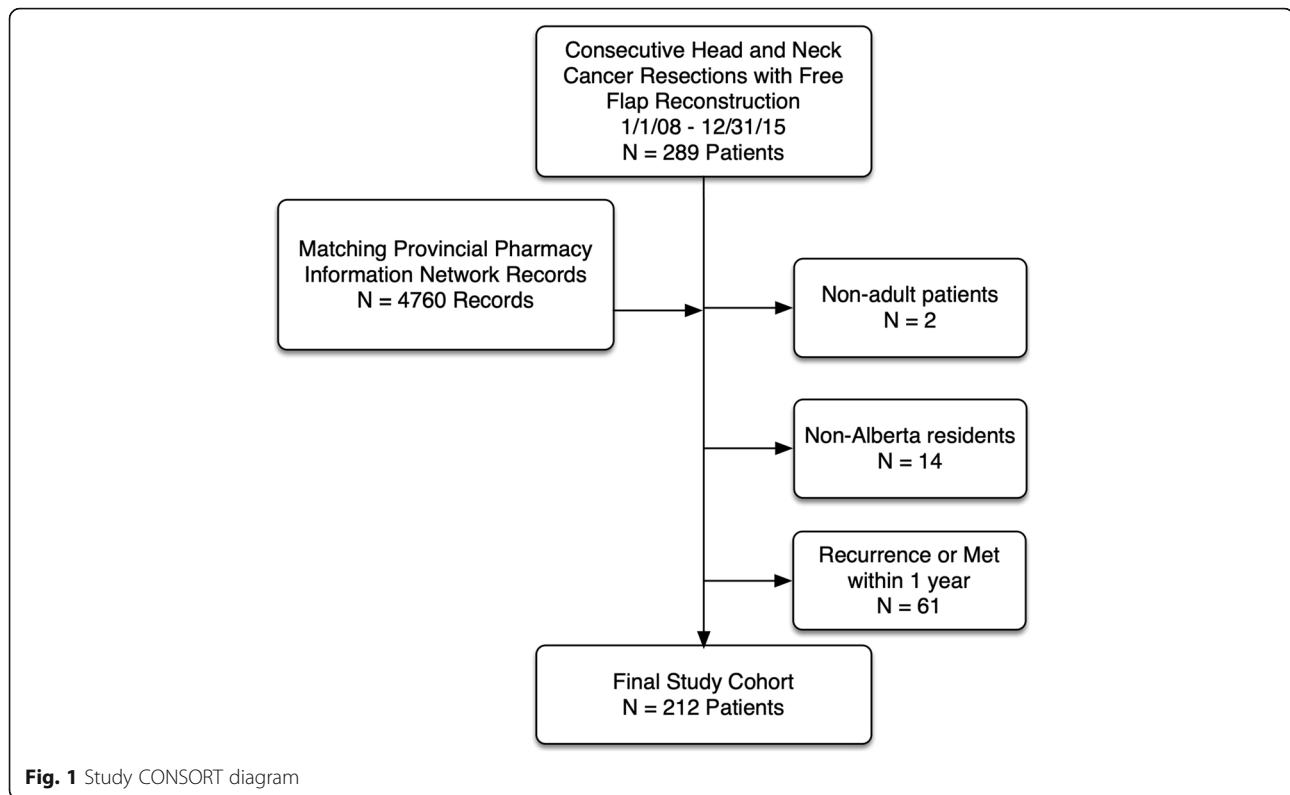 Consecutive Head and Neck
Cancer Resections with Free
Flap Reconstruction
1/1/08 - 12/31/15
N = 289 Patients
Matching Provincial Pharmacy
Information Network Records
N = 4760 Records
Non-adult patients
N = 2
Non-Alberta residents
N = 14
Recurrence or Met
within 1 year
N = 61
Final Study Cohort
N = 212 Patients
Fig. 1 Study CONSORT diagram